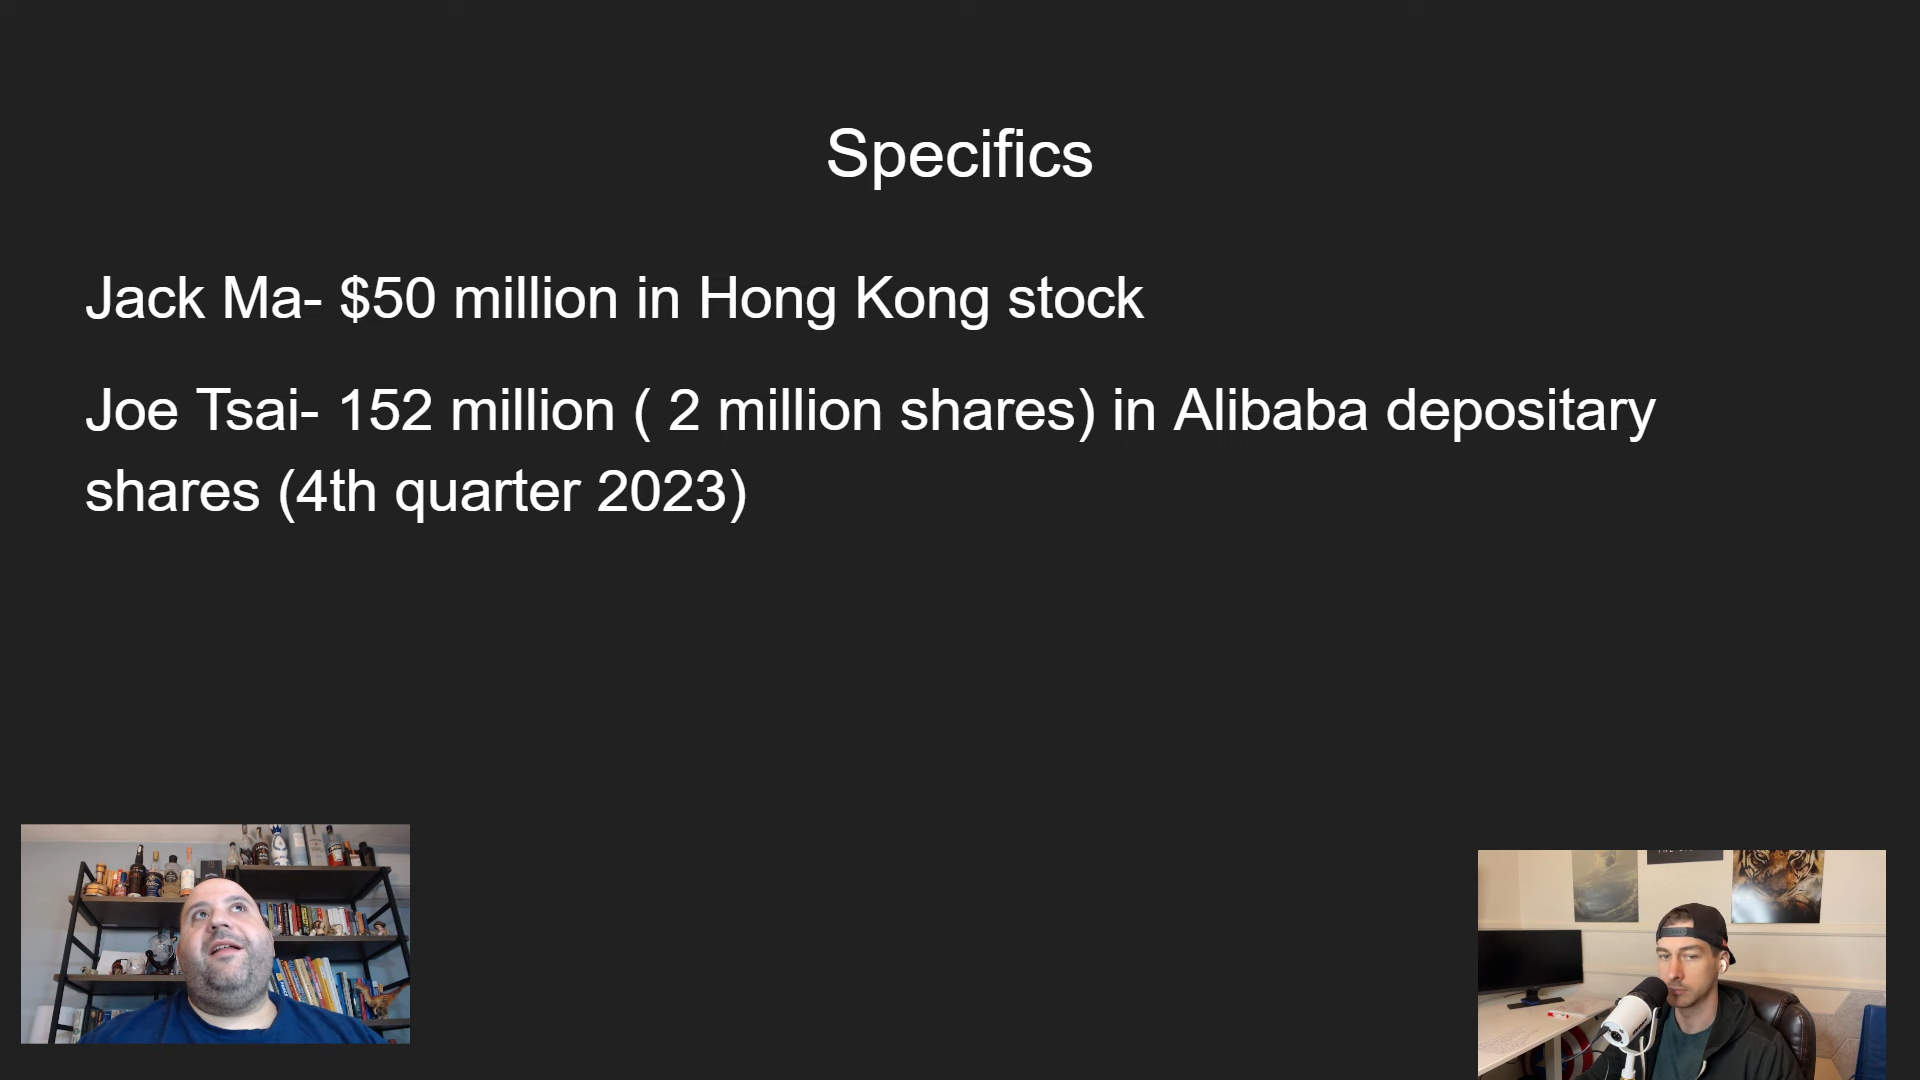 Specifics
Jack Ma- $50 million in Hong Kong stock
Joe Tsai- 152 million ( 2 million shares) in Alibaba depositary
shares (4th quarter 2023)